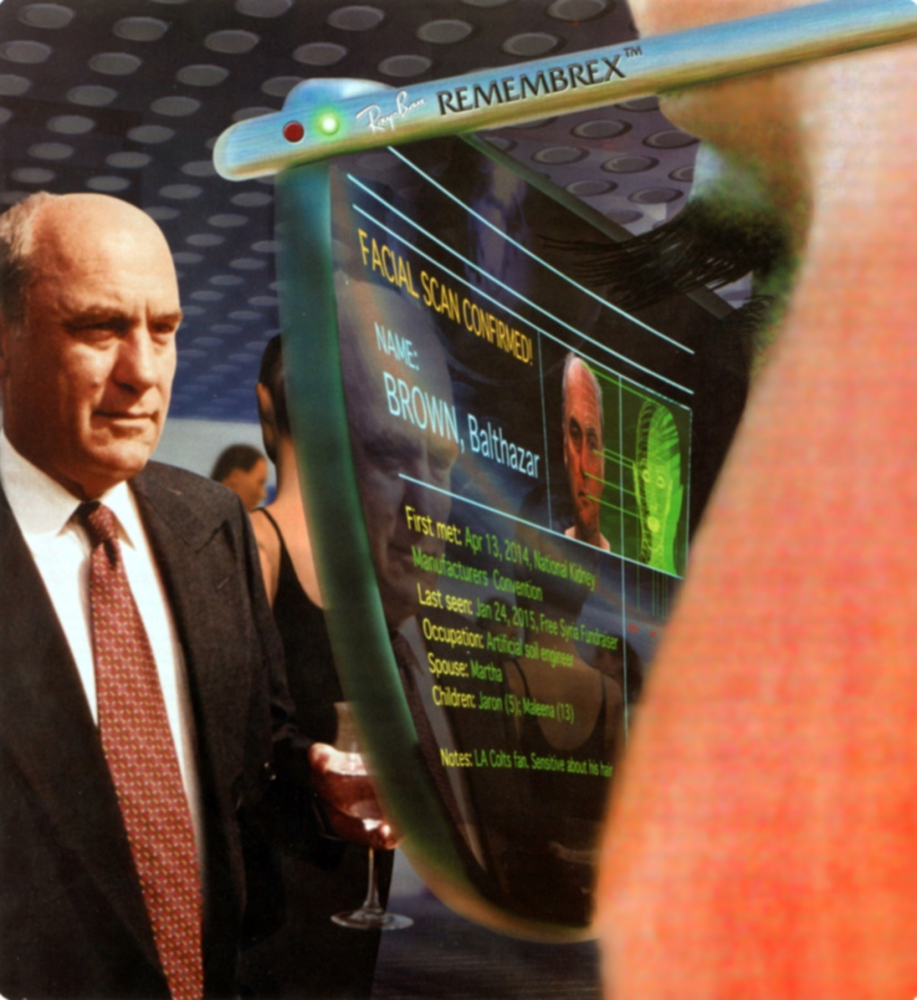 Ray-Ban REMEMBREX™
FACIAL SCAN CONFIRMED!
NAME:
BROWN, Balthazar
First met: Apr 13, 2014, National Kidney
Manufacturers Convention
Last seen: Jan 24, 2015, Free Syria Fundraiser
Occupation: Artificial soil engineer
Spouse: Martha
Children: Jaron (5); Maleena (13)
Notes: LA Colts fan. Sensitive about his hair